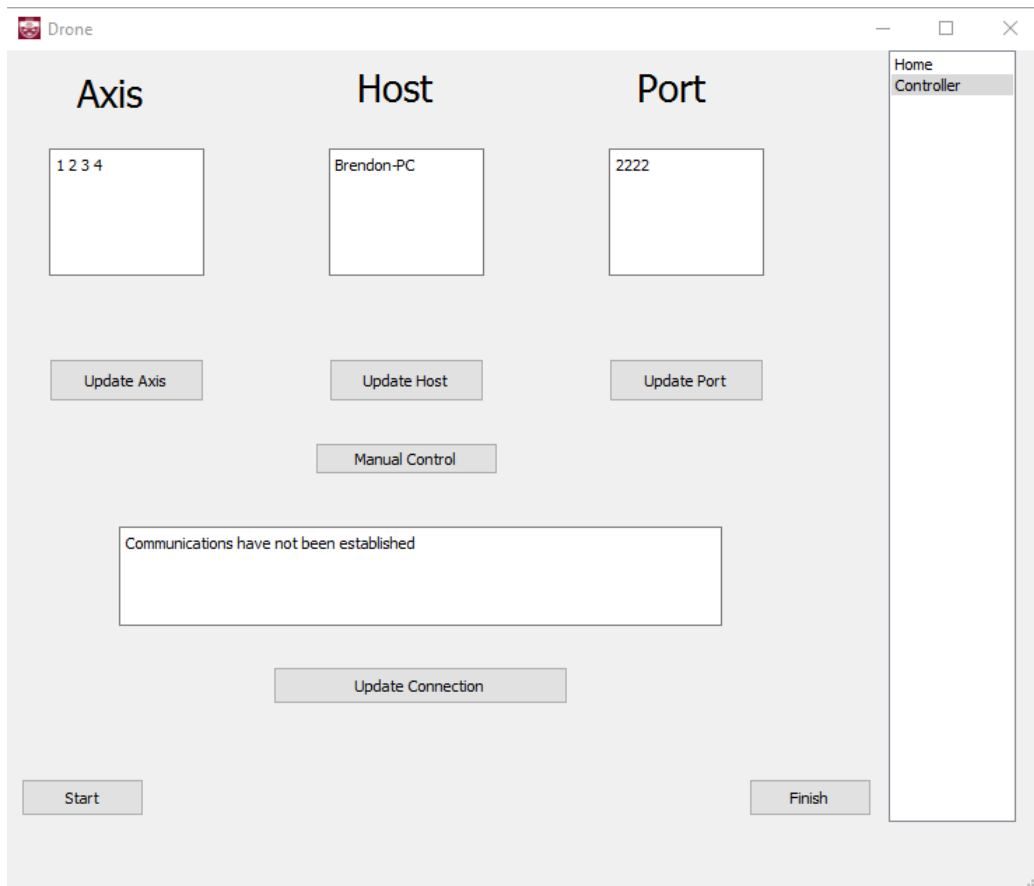 Drone
Axis
Host
Port
Home
Controller
1 2 3 4
Brendon-PC
2222
Update Axis
Update Host
Update Port
Manual Control
Communications have not been established
Update Connection
Start
Finish